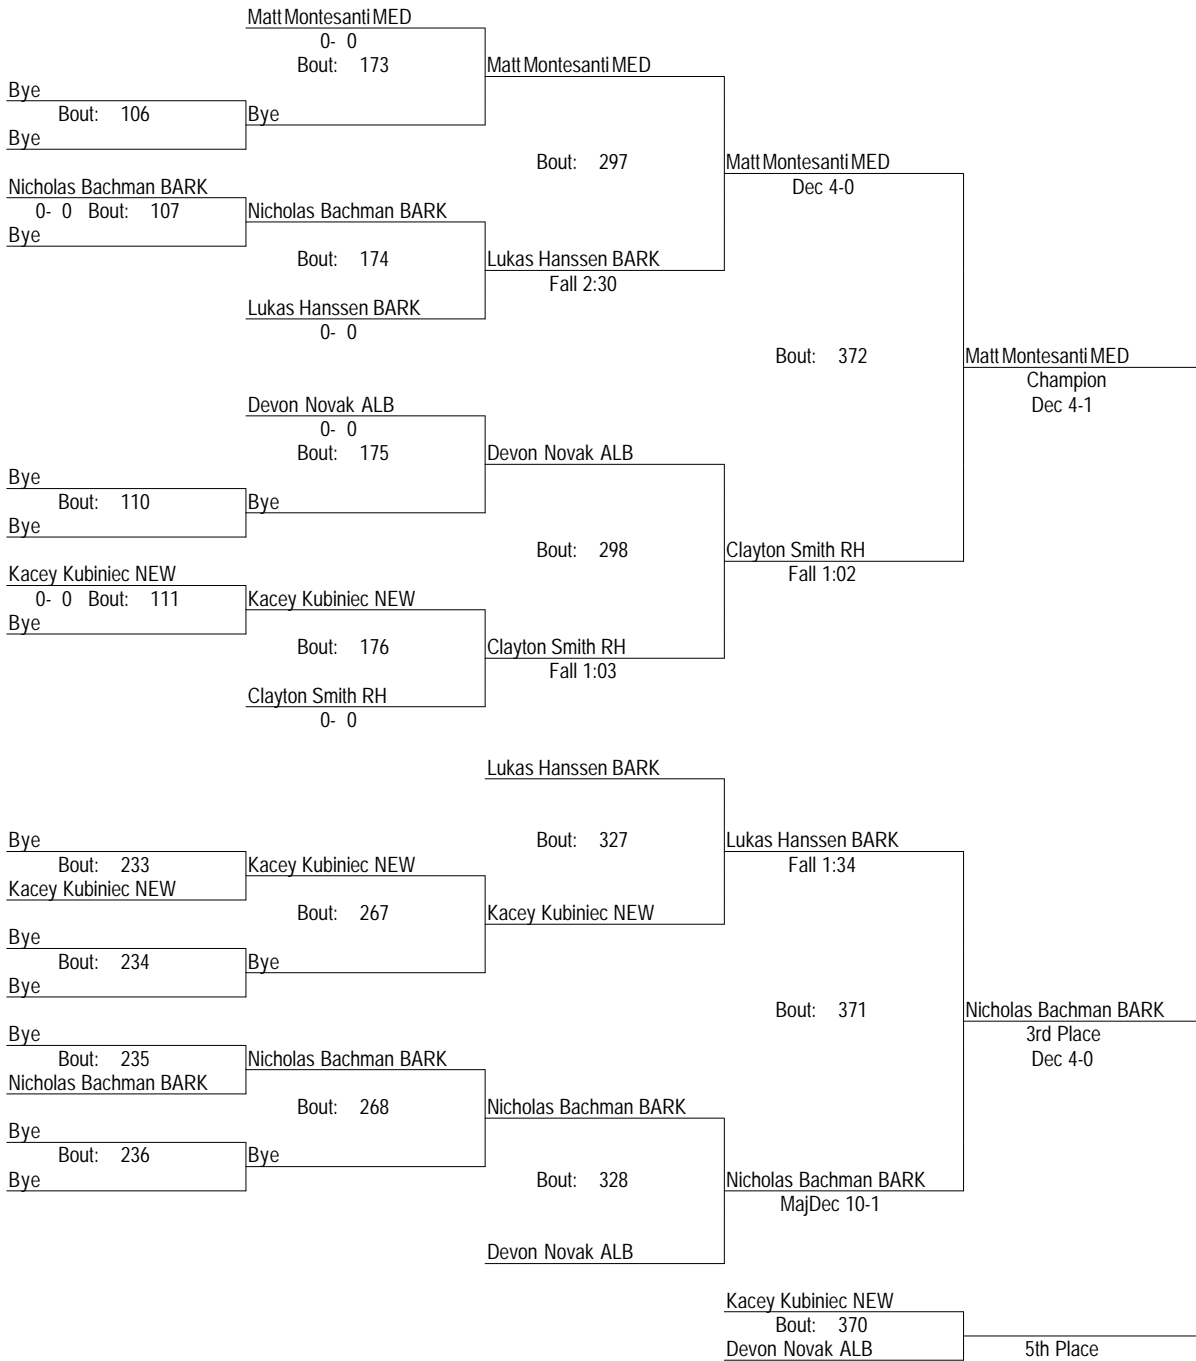 Matt Montesanti MED
0- 0
Bout: 173
Matt Montesanti MED
Bye
Bout: 106
Bye
Bye
Bout: 297
Matt Montesanti MED
Dec 4-0
Nicholas Bachman BARK
0- 0 Bout: 107
Nicholas Bachman BARK
Bye
Bout: 174
Lukas Hanssen BARK
Fall 2:30
Lukas Hanssen BARK
0- 0
Bout: 372
Matt Montesanti MED
Champion
Dec 4-1
Devon Novak ALB
0- 0
Bout: 175
Devon Novak ALB
Bye
Bout: 110
Bye
Bye
Bout: 298
Clayton Smith RH
Fall 1:02
Kacey Kubiniec NEW
0- 0 Bout: 111
Kacey Kubiniec NEW
Bye
Bout: 176
Clayton Smith RH
Fall 1:03
Clayton Smith RH
0- 0
Lukas Hanssen BARK
Bye
Bout: 327
Lukas Hanssen BARK
Fall 1:34
Bout: 233
Kacey Kubiniec NEW
Kacey Kubiniec NEW
Bout: 267
Kacey Kubiniec NEW
Bye
Bout: 234
Bye
Bye
Bout: 371
Nicholas Bachman BARK
3rd Place
Dec 4-0
Bye
Bout: 235
Nicholas Bachman BARK
Nicholas Bachman BARK
Bout: 268
Nicholas Bachman BARK
Bye
Bout: 236
Bye
Bye
Bout: 328
Nicholas Bachman BARK
MajDec 10-1
Devon Novak ALB
Kacey Kubiniec NEW
Bout: 370
Devon Novak ALB
5th Place